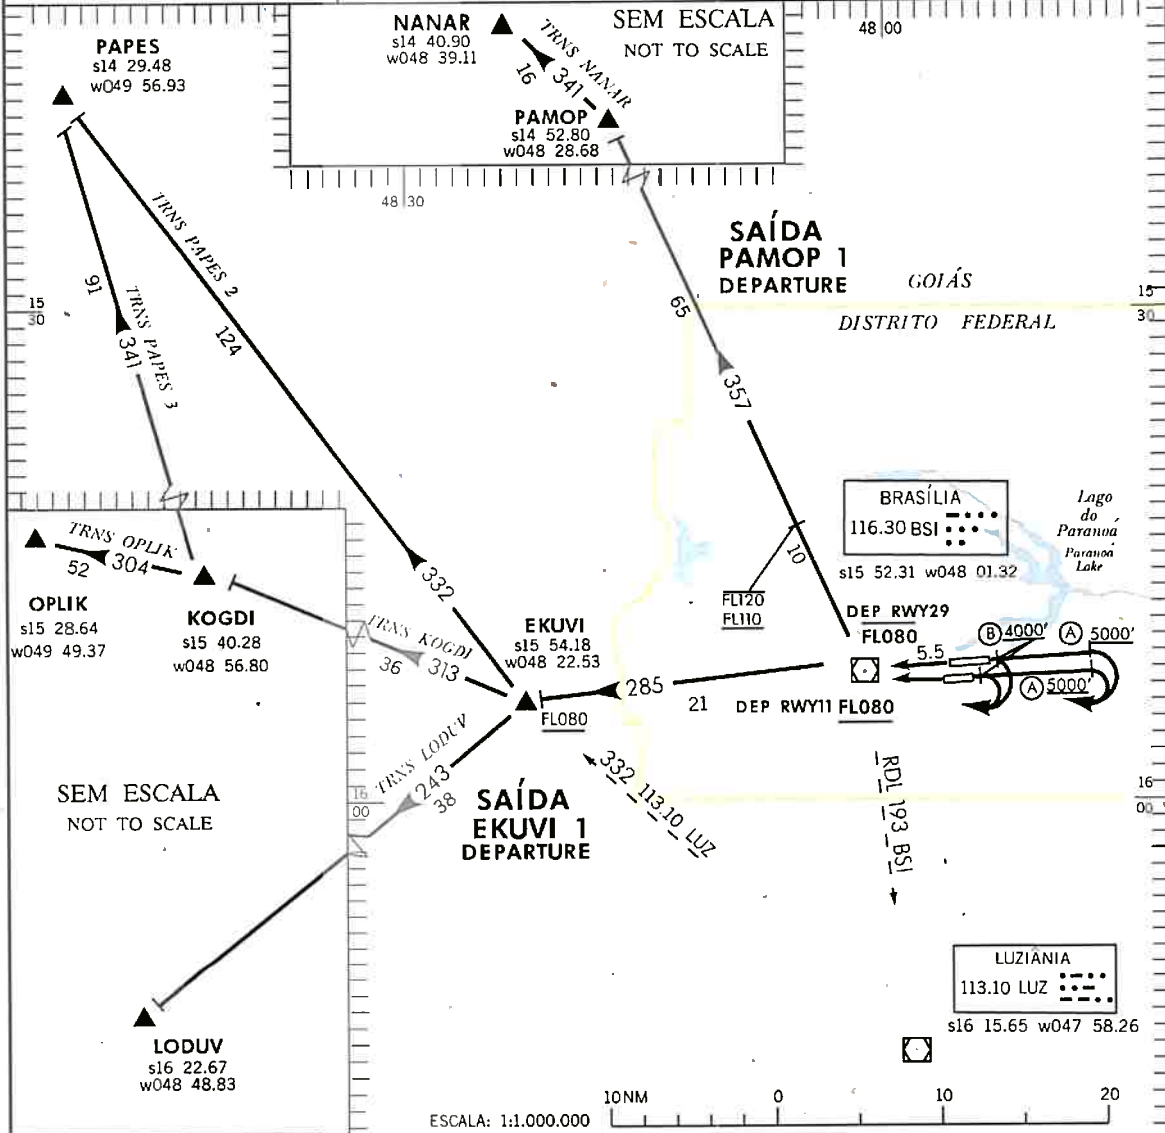 NANAR
s14 40.90
w048 39.11
TRNS NANAR
341
16
PAMOP
s14 52.80
w048 28.68
SEM ESCALA
NOT TO SCALE
48 00
PAPES
s14 29.48
w049 56.93
48 30
TRNS PAPES 2
124
332
91
TRNS PAPES 3
341
15
30
SAÍDA
PAMOP 1
DEPARTURE
65
357
10
GOIÁS
DISTRITO FEDERAL
15
30
BRASÍLIA
116.30 BSI
s15 52.31 w048 01.32
Lago
do
Paranoá
Paranoá
Lake
FL120
FL110
DEP RWY29
FL080
5.5
B 4000'
A 5000'
A 5000'
DEP RWY11 FL080
TRNS OPLIK
52
304
OPLIK
s15 28.64
w049 49.37
KOGDI
s15 40.28
w048 56.80
TRNS KOGDI
36
313
EKUVI
s15 54.18
w048 22.53
FL080
285
21
TRNS LODUV
243
38
SAÍDA
EKUVI 1
DEPARTURE
16
00
332 113.10 LUZ
RDL 193 BSI
16
00
SEM ESCALA
NOT TO SCALE
LUZIÂNIA
113.10 LUZ
s16 15.65 w047 58.26
LODUV
s16 22.67
w048 48.83
ESCALA: 1:1.000.000
10NM 0 10 20